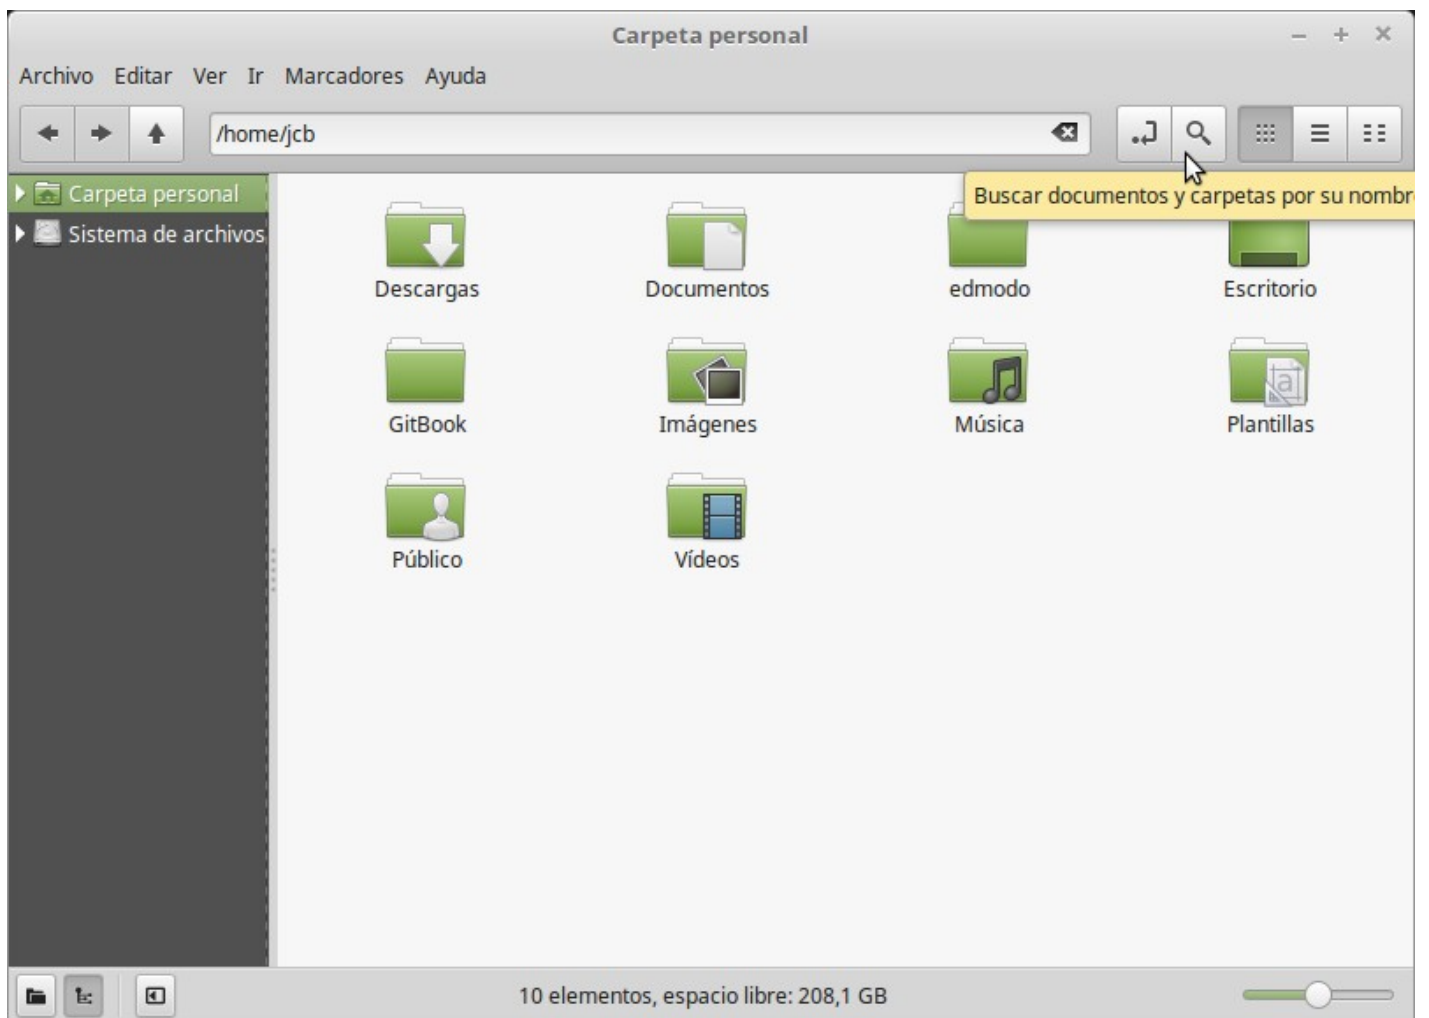 Carpeta personal
Archivo Editar Ver Ir Marcadores Ayuda
/home/jcb
Carpeta personal
Sistema de archivos
Buscar documentos y carpetas por su nombr
Descargas Documentos edmodo Escritorio
GitBook Imágenes Música Plantillas
Público Vídeos
10 elementos, espacio libre: 208,1 GB